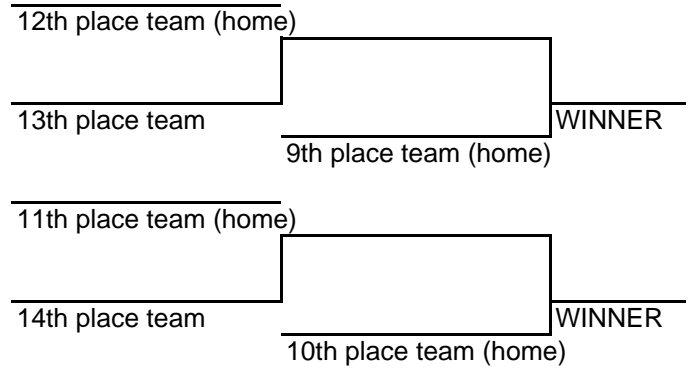 12th place team (home)
13th place team
WINNER
9th place team (home)
11th place team (home)
14th place team
WINNER
10th place team (home)